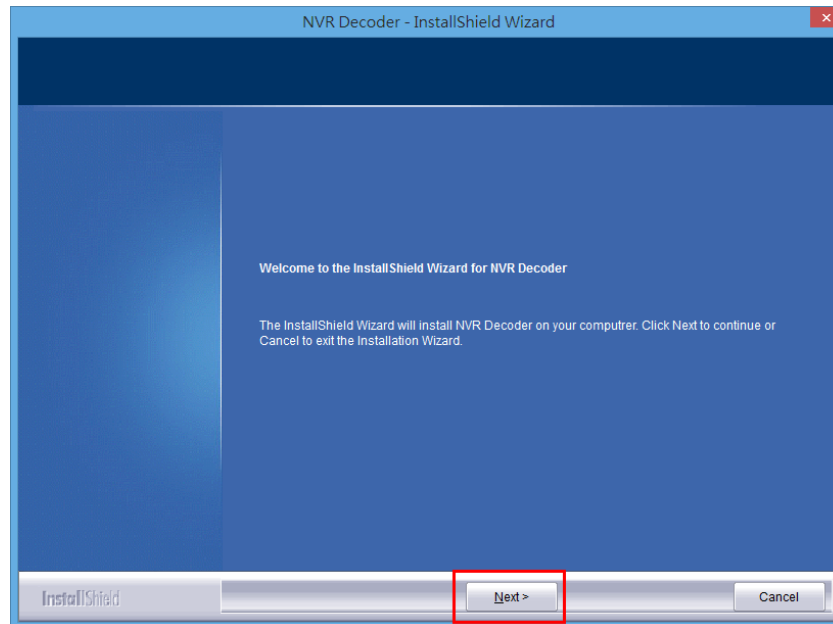 NVR Decoder - InstallShield Wizard
Welcome to the InstallShield Wizard for NVR Decoder
The InstallShield Wizard will install NVR Decoder on your computrer. Click Next to continue or
Cancel to exit the Installation Wizard.
InstallShield
Next >
Cancel